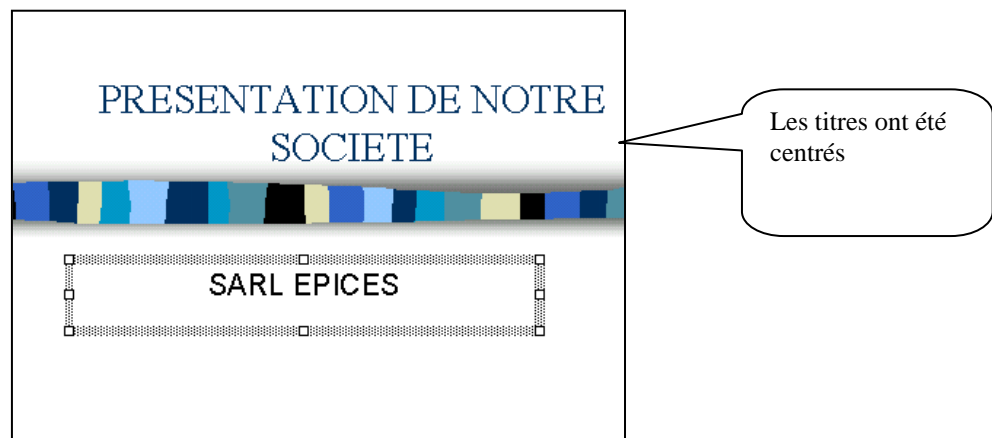 PRESENTATION DE NOTRE
SOCIETE
Les titres ont été
centrés
SARL EPICES